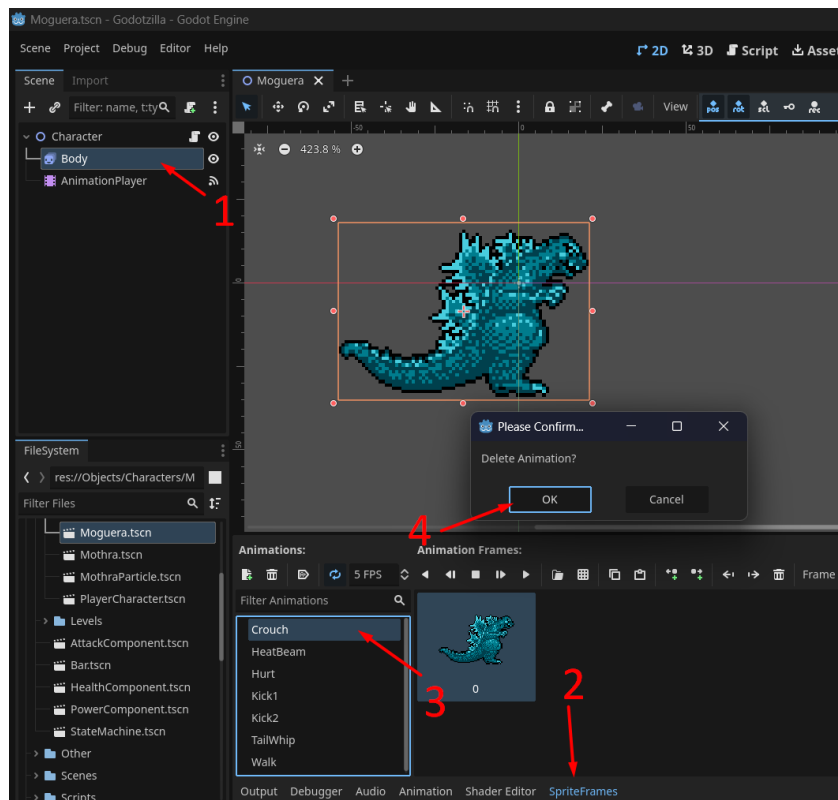 Moguera.tscn - Godotzilla - Godot Engine
Scene Project Debug Editor Help
2D 3D Script Asset
Scene Import
Moguera
Filter: name, t:ty
View
Character
Body
AnimationPlayer
1
423.8 %
-50 0 50
0
50
Please Confirm...
Delete Animation?
OK Cancel
4
FileSystem
res://Objects/Characters/M
Filter Files
Moguera.tscn
Mothra.tscn
MothraParticle.tscn
PlayerCharacter.tscn
Levels
AttackComponent.tscn
Bar.tscn
HealthComponent.tscn
PowerComponent.tscn
StateMachine.tscn
Other
Scenes
Scripts
Animations: Animation Frames:
5 FPS
Frame
Filter Animations
Crouch
HeatBeam
Hurt
Kick1
Kick2
TailWhip
Walk
0
3
2
Output Debugger Audio Animation Shader Editor SpriteFrames